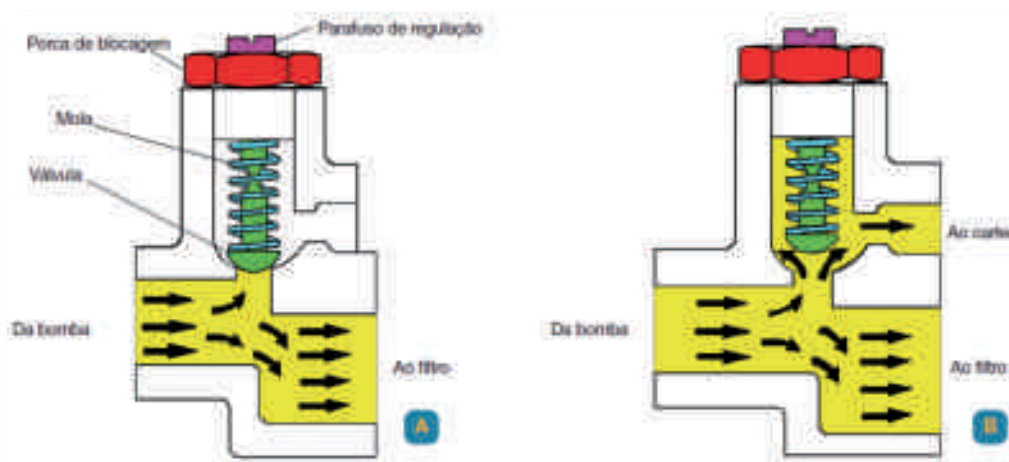 Porca de blocagem
Parafuso de regulação
Mola
Válvula
Da bomba
Ao filtro
A
Ao carter
Da bomba
Ao filtro
B